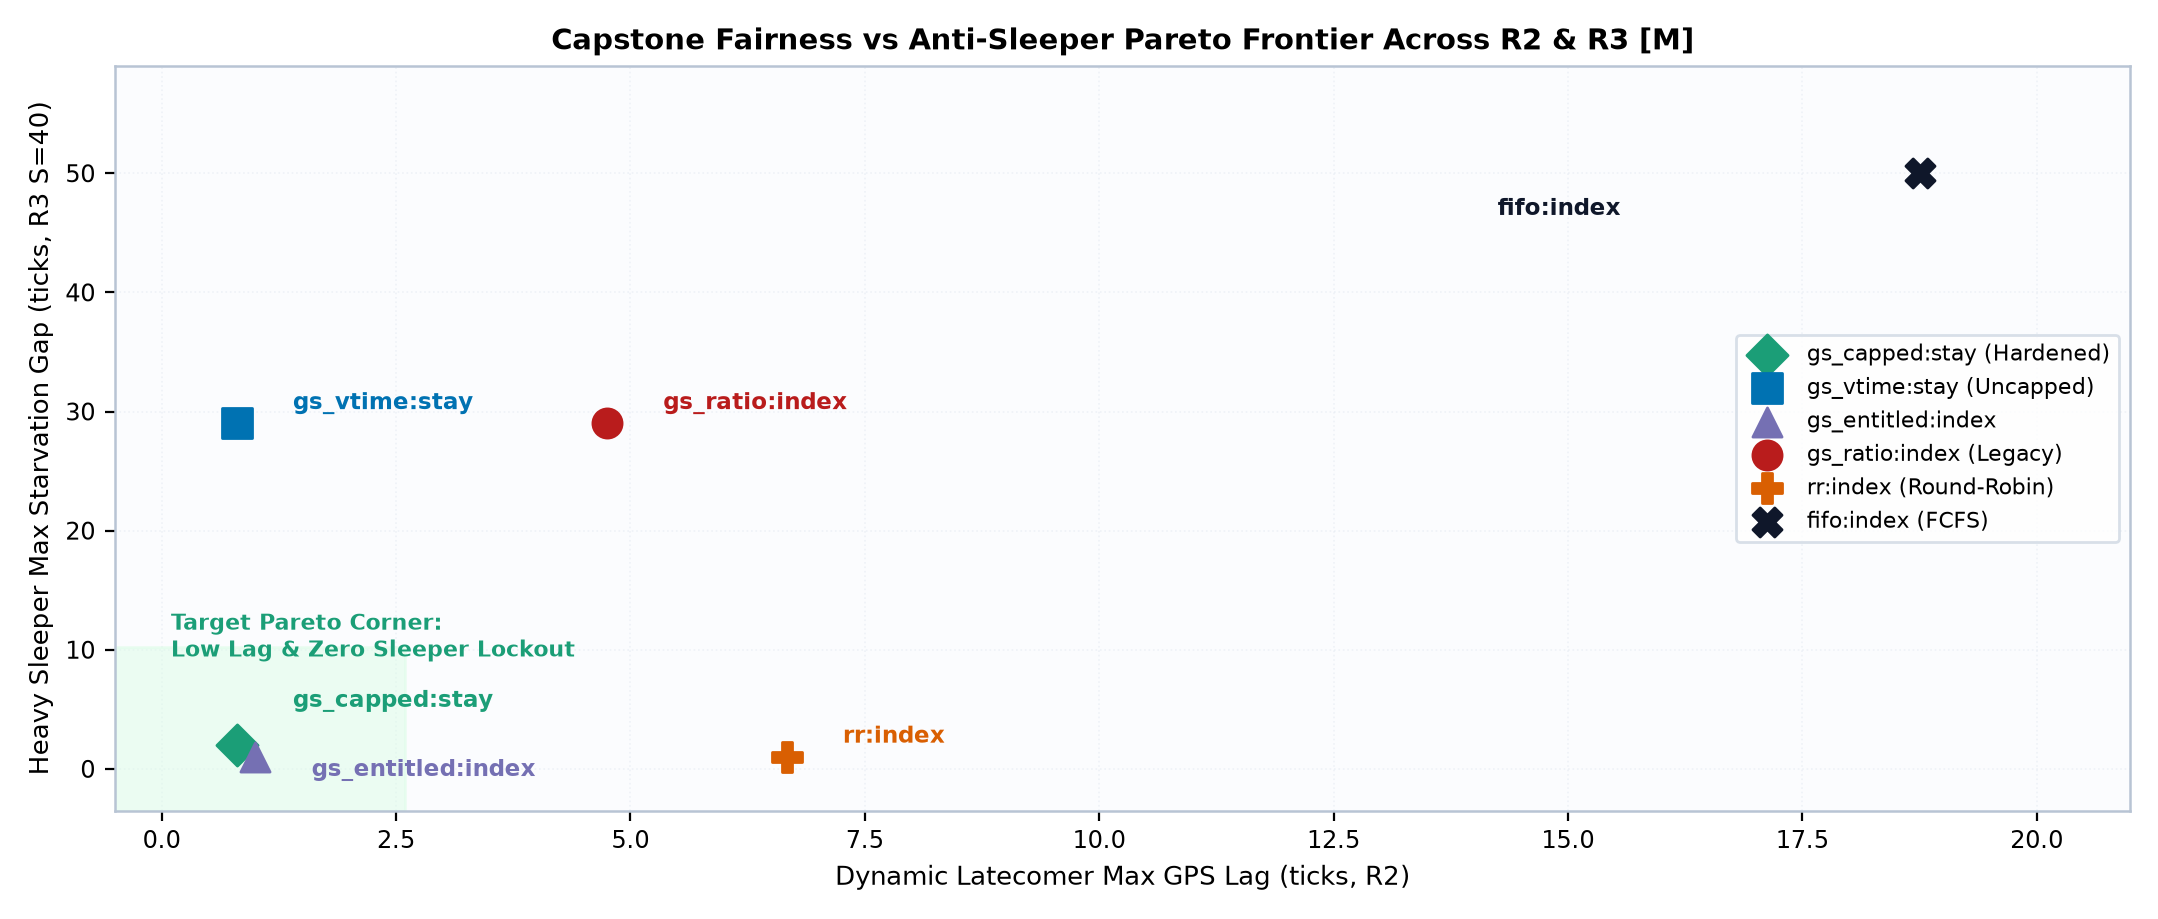 Capstone Fairness vs Anti-Sleeper Pareto Frontier Across R2 & R3 [M]
Heavy Sleeper Max Starvation Gap (ticks, R3 S=40)
50
40
30
20
10
0
fifo:index
gs_vtime:stay
gs_ratio:index
gs_capped:stay (Hardened)
gs_vtime:stay (Uncapped)
gs_entitled:index
gs_ratio:index (Legacy)
rr:index (Round-Robin)
fifo:index (FCFS)
Target Pareto Corner:
Low Lag & Zero Sleeper Lockout
gs_capped:stay
rr:index
gs_entitled:index
0.0 2.5 5.0 7.5 10.0 12.5 15.0 17.5 20.0
Dynamic Latecomer Max GPS Lag (ticks, R2)